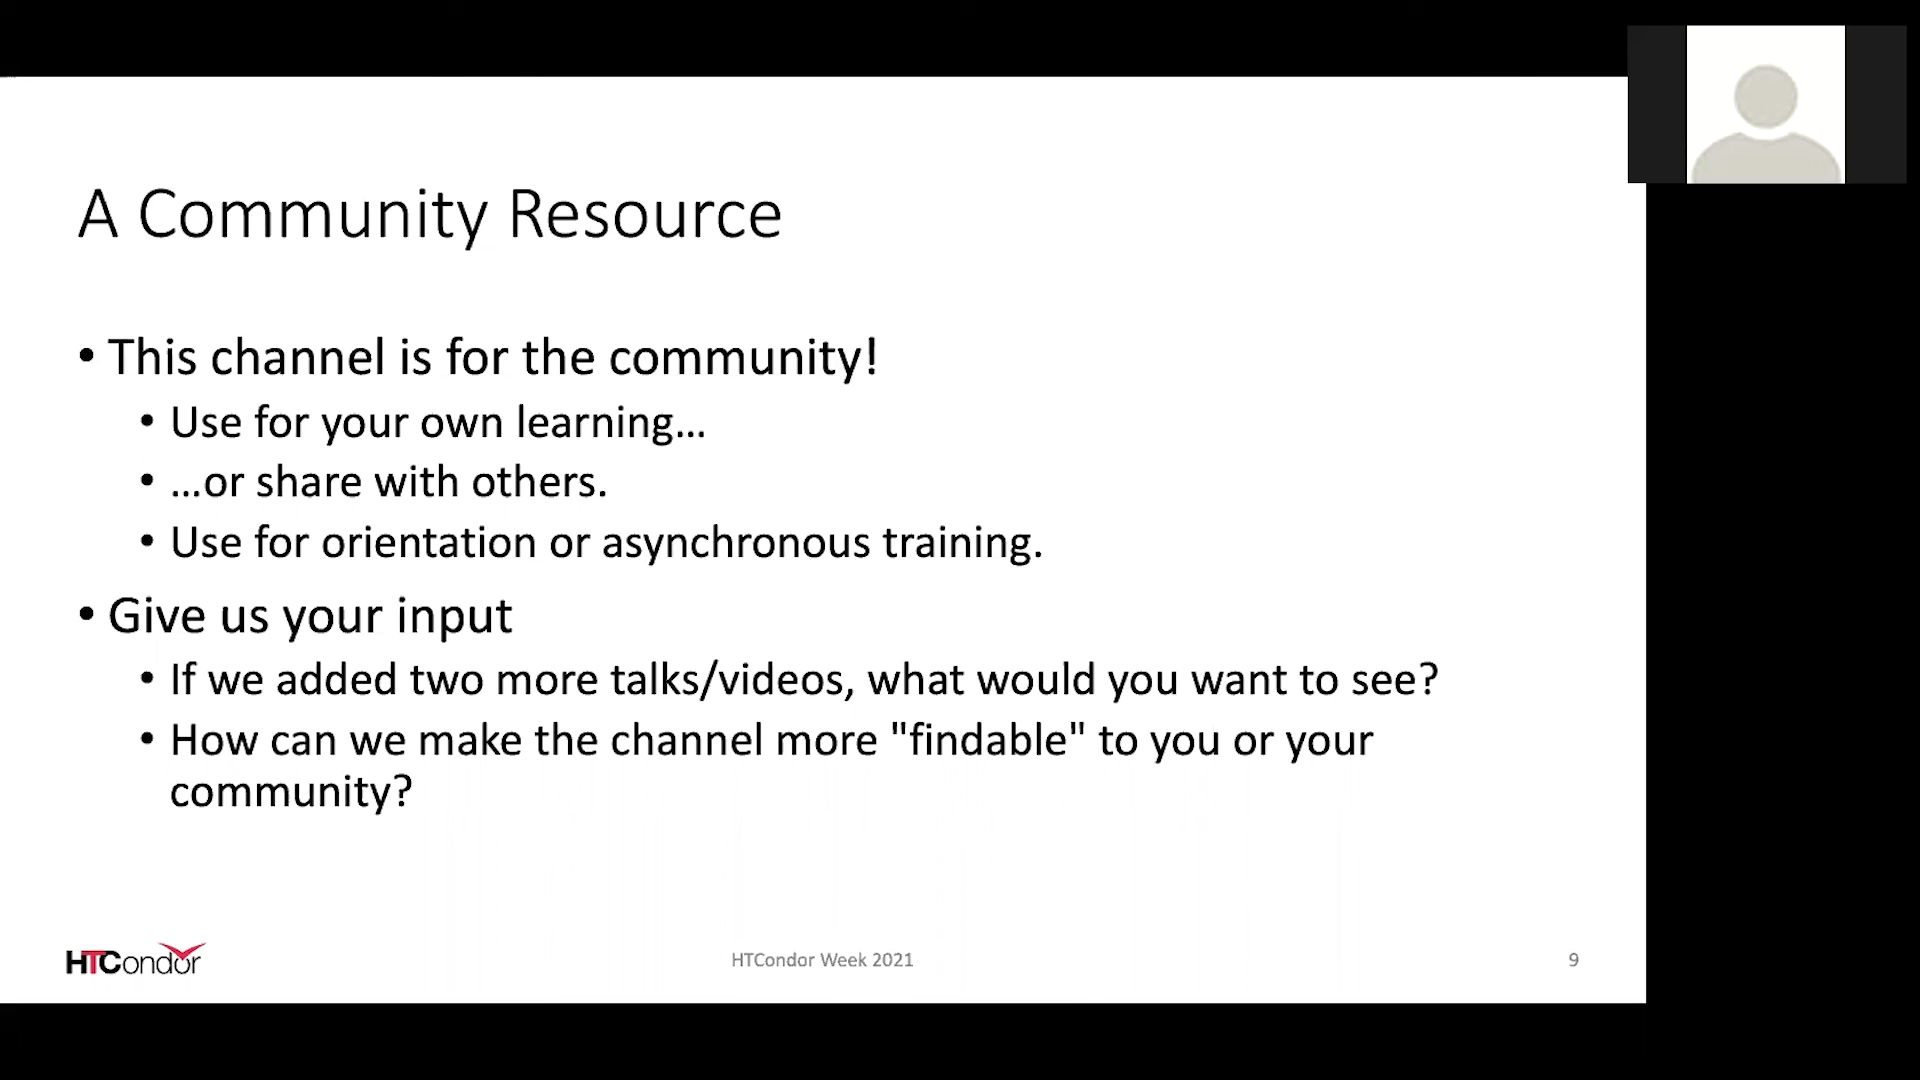 A Community Resource
• This channel is for the community!
• Use for your own learning…
• …or share with others.
• Use for orientation or asynchronous training.
• Give us your input
• If we added two more talks/videos, what would you want to see?
• How can we make the channel more "findable" to you or your
community?
HTCondor
HTCondor Week 2021
9